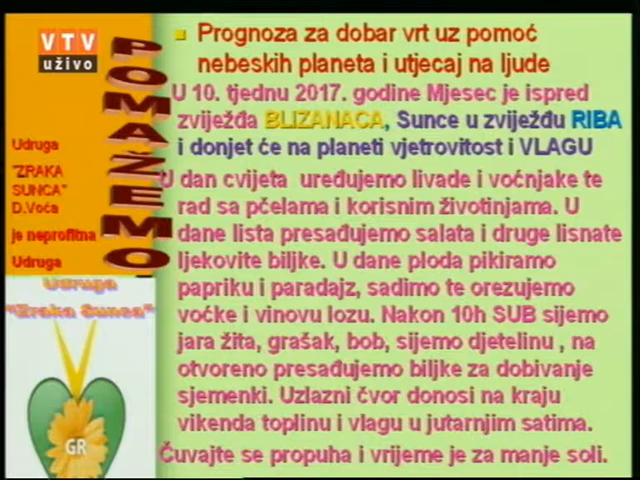 VTV
uživo
POMAŽEMO
Udruga
"ZRAKA
SUNCA"
D.Voća
je neprofitna
Udruga
Udruga
"Zraka Sunca"
GR
Prognoza za dobar vrt uz pomoć
nebeskih planeta i utjecaj na ljude
U 10. tjednu 2017. godine Mjesec je ispred
zviježđa BLIZANACA, Sunce u zviježđu RIBA
i donjet će na planeti vjetrovitost i VLAGU
U dan cvijeta uređujemo livade i voćnjake te
rad sa pčelama i korisnim životinjama. U
dane lista presađujemo salata i druge lisnate
ljekovite biljke. U dane ploda pikiramo
papriku i paradajz, sadimo te orezujemo
voćke i vinovu lozu. Nakon 10h SUB sijemo
jara žita, grašak, bob, sijemo djetelinu , na
otvoreno presađujemo biljke za dobivanje
sjemenki. Uzlazni čvor donosi na kraju
vikenda toplinu i vlagu u jutarnjim satima.
Čuvajte se propuha i vrijeme je za manje soli.